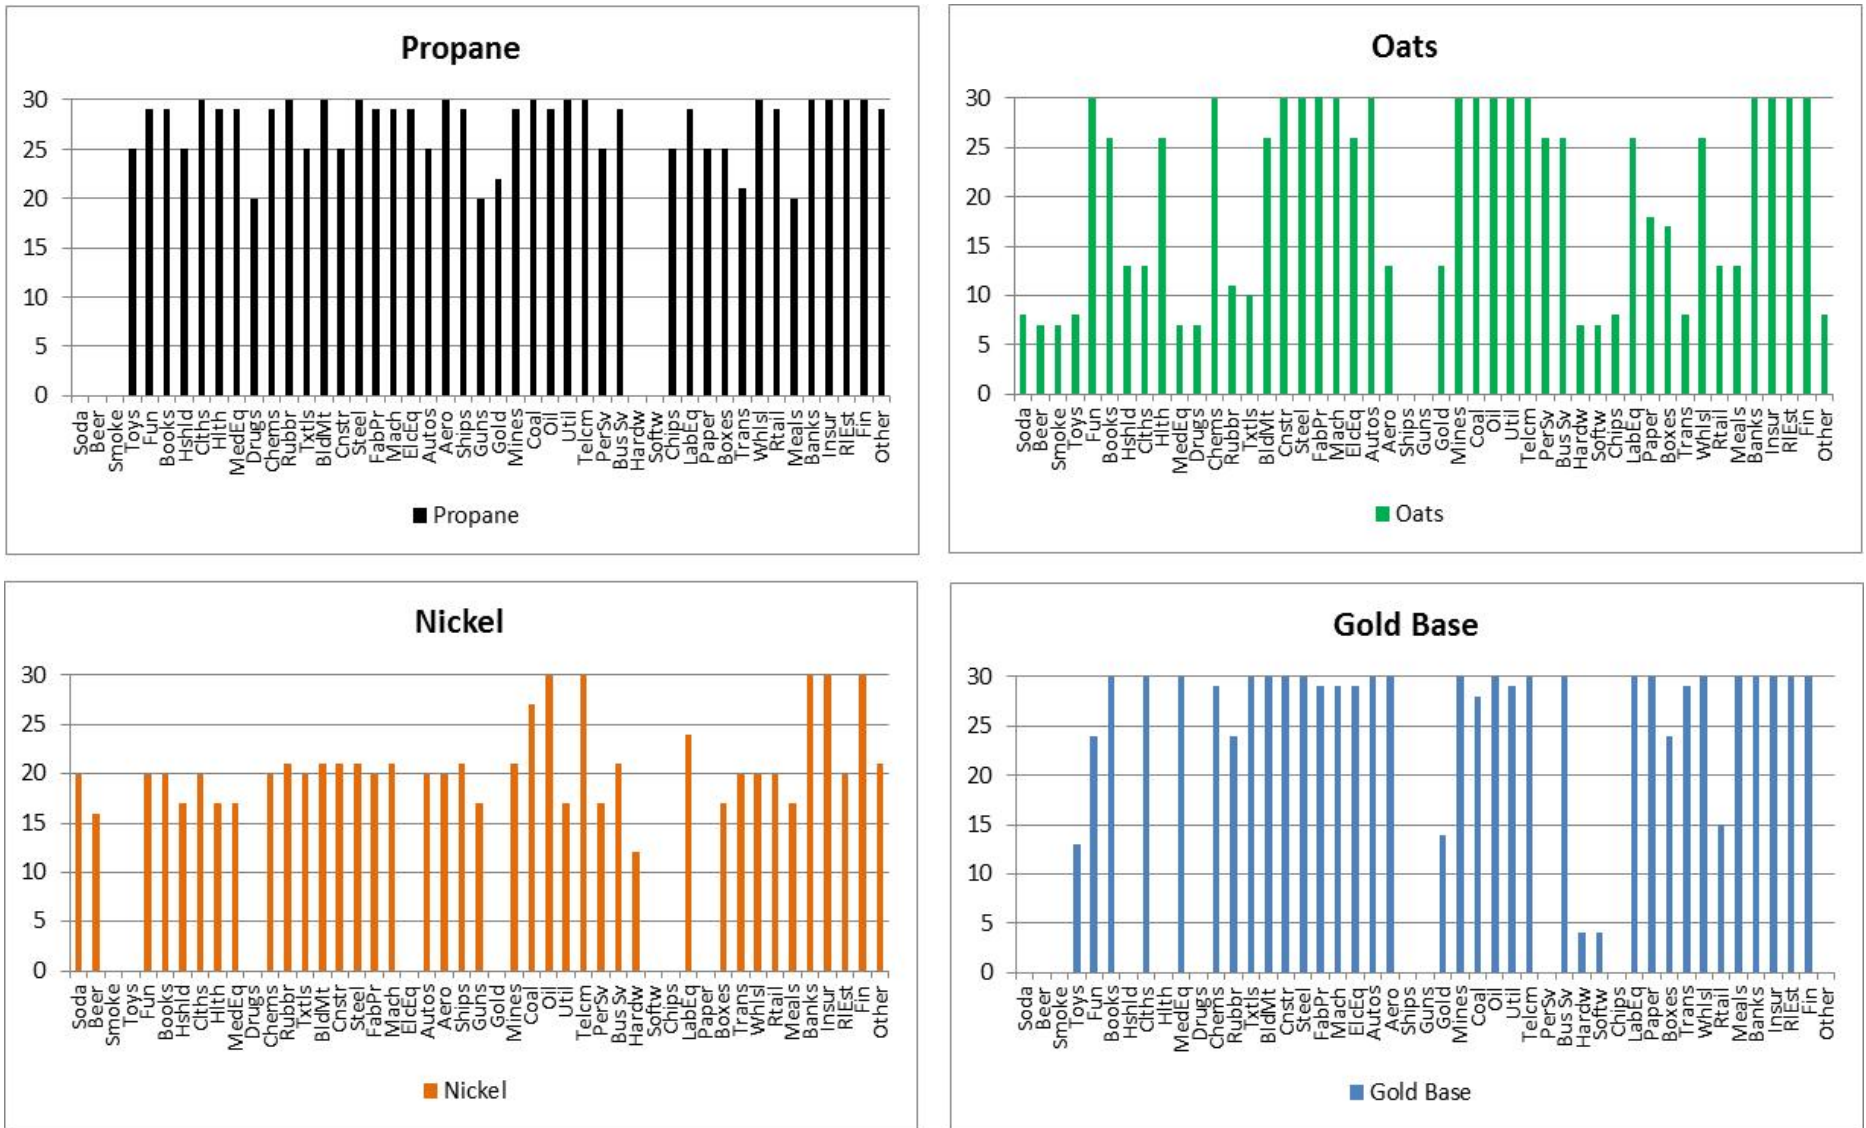 Propane
30
25
20
15
10
5
0
Soda
Beer
Smoke
Toys
Fun
Books
Hshld
Clths
Hlth
MedEq
Drugs
Chems
Rubbr
Txtls
BldMt
Cnstr
Steel
FabPr
Mach
ElcEq
Autos
Aero
Ships
Guns
Gold
Mines
Coal
Oil
Util
Telcm
PerSv
Bus Sv
Hardw
Softw
Chips
LabEq
Paper
Boxes
Trans
Whlsl
Rtail
Meals
Banks
Insur
RlEst
Fin
Other
Propane
Oats
30
25
20
15
10
5
0
Soda
Beer
Smoke
Toys
Fun
Books
Hshld
Clths
Hlth
MedEq
Drugs
Chems
Rubbr
Txtls
BldMt
Cnstr
Steel
FabPr
Mach
ElcEq
Autos
Aero
Ships
Guns
Gold
Mines
Coal
Oil
Util
Telcm
PerSv
Bus Sv
Hardw
Softw
Chips
LabEq
Paper
Boxes
Trans
Whlsl
Rtail
Meals
Banks
Insur
RlEst
Fin
Other
Oats
Nickel
30
25
20
15
10
5
0
Soda
Beer
Smoke
Toys
Fun
Books
Hshld
Clths
Hlth
MedEq
Drugs
Chems
Rubbr
Txtls
BldMt
Cnstr
Steel
FabPr
Mach
ElcEq
Autos
Aero
Ships
Guns
Gold
Mines
Coal
Oil
Util
Telcm
PerSv
Bus Sv
Hardw
Softw
Chips
LabEq
Paper
Boxes
Trans
Whlsl
Rtail
Meals
Banks
Insur
RlEst
Fin
Other
Nickel
Gold Base
30
25
20
15
10
5
0
Soda
Beer
Smoke
Toys
Fun
Books
Hshld
Clths
Hlth
MedEq
Drugs
Chems
Rubbr
Txtls
BldMt
Cnstr
Steel
FabPr
Mach
ElcEq
Autos
Aero
Ships
Guns
Gold
Mines
Coal
Oil
Util
Telcm
PerSv
Bus Sv
Hardw
Softw
Chips
LabEq
Paper
Boxes
Trans
Whlsl
Rtail
Meals
Banks
Insur
RlEst
Fin
Other
Gold Base